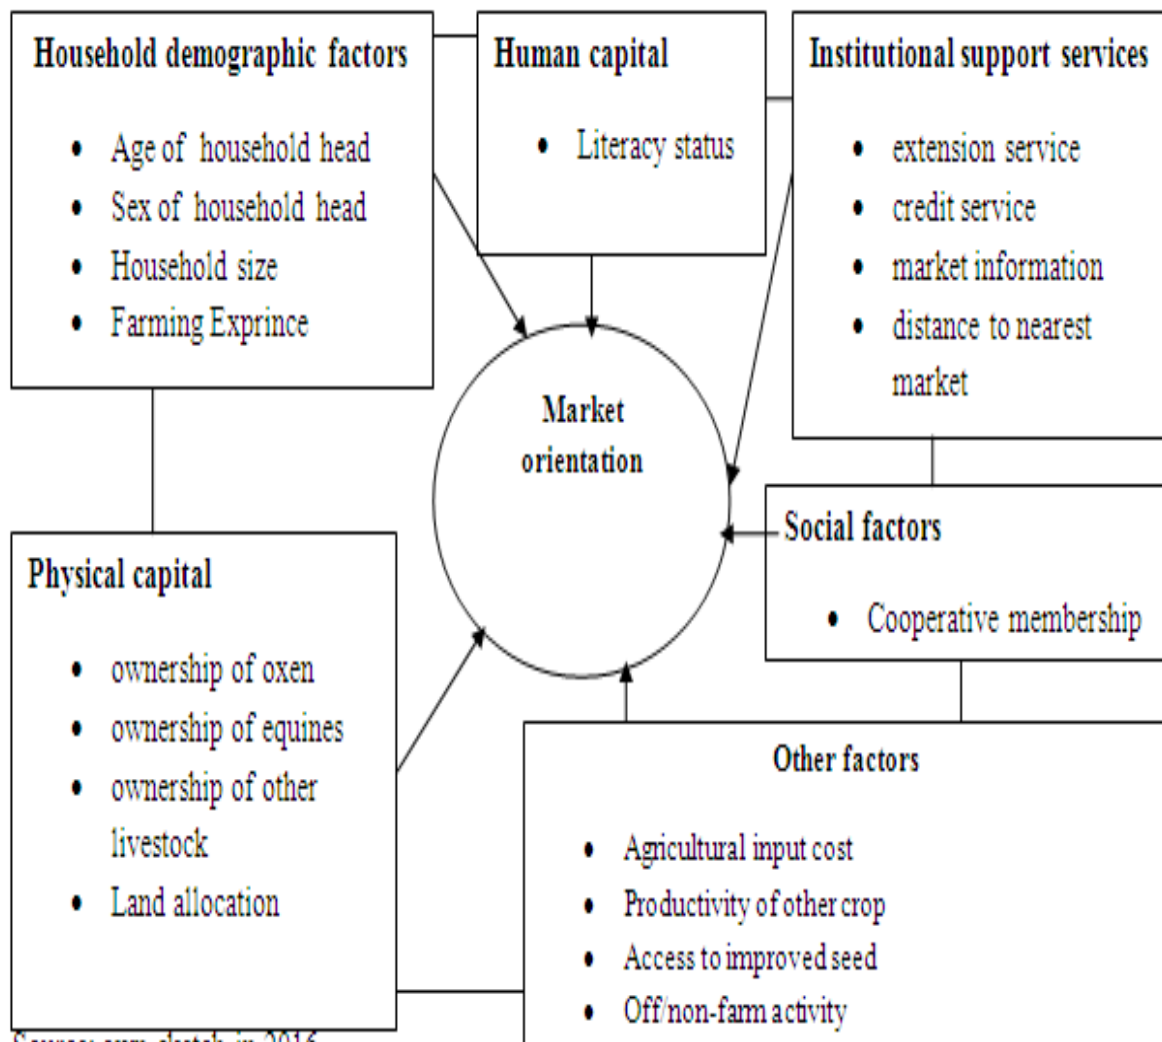 Household demographic factors
• Age of household head
• Sex of household head
• Household size
• Farming Exprince
Human capital
• Literacy status
Institutional support services
• extension service
• credit service
• market information
• distance to nearest
market
Market
orientation
Social factors
• Cooperative membership
Physical capital
• ownership of oxen
• ownership of equines
• ownership of other
livestock
• Land allocation
Other factors
• Agricultural input cost
• Productivity of other crop
• Access to improved seed
• Off/non-farm activity